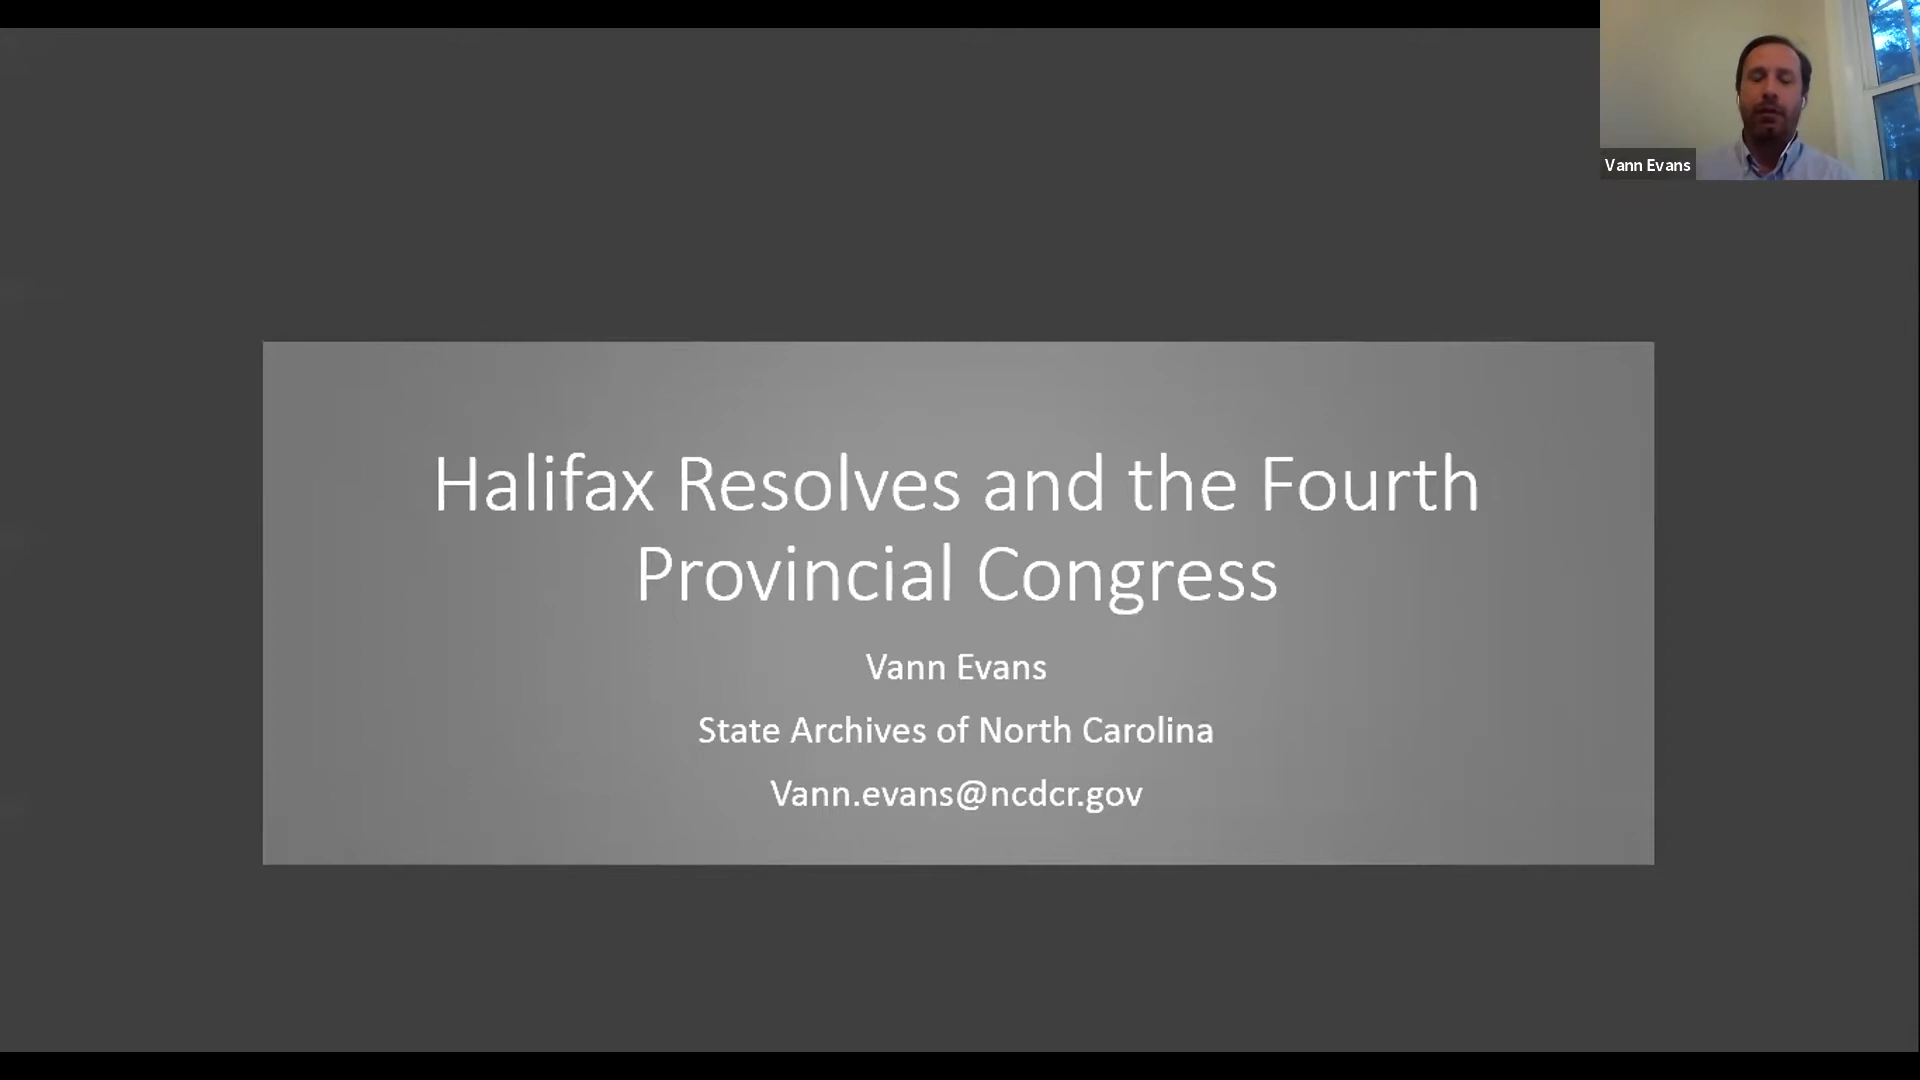 Vann Evans
Halifax Resolves and the Fourth
Provincial Congress
Vann Evans
State Archives of North Carolina
Vann.evans@ncdcr.gov